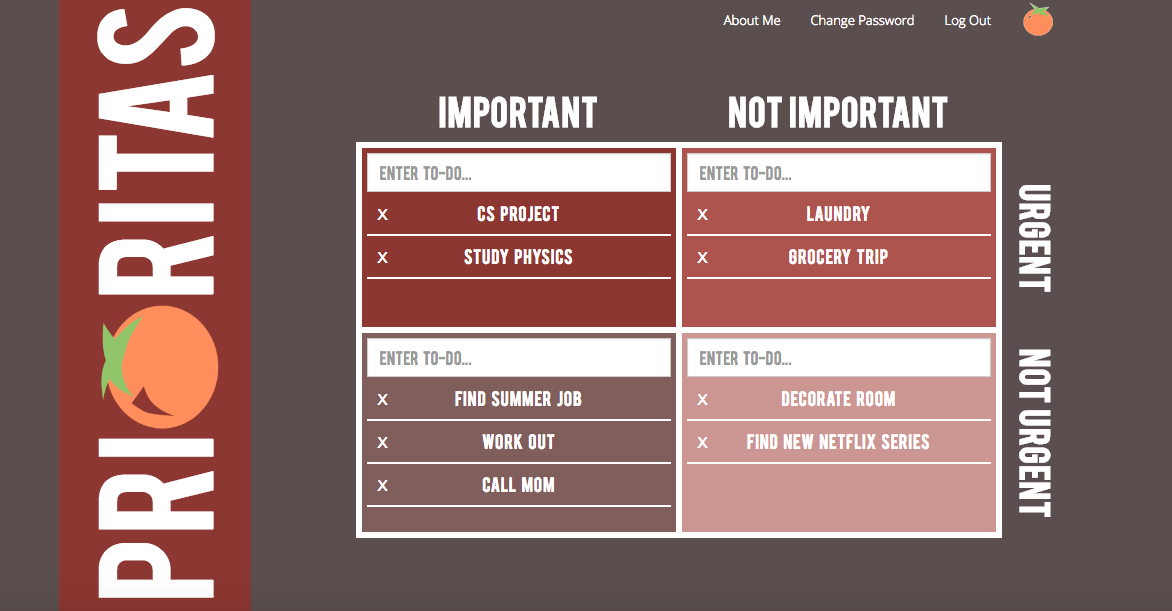 PRIORITAS
About Me Change Password Log Out
IMPORTANT NOT IMPORTANT
ENTER TO-DO...
X CS PROJECT
X STUDY PHYSICS
ENTER TO-DO...
X LAUNDRY
X GROCERY TRIP
URGENT
ENTER TO-DO...
X FIND SUMMER JOB
X WORK OUT
X CALL MOM
ENTER TO-DO...
X DECORATE ROOM
X FIND NEW NETFLIX SERIES
NOT URGENT